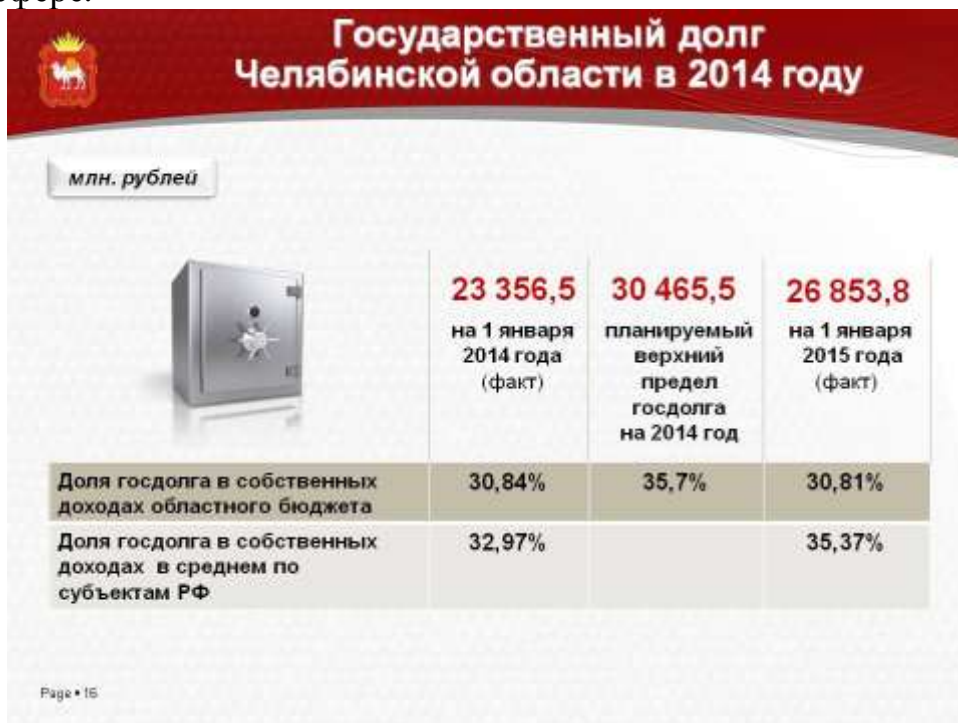 Государственный долг
Челябинской области в 2014 году
млн. рублей
23 356,5
на 1 января
2014 года
(факт)
30 465,5
планируемый
верхний
предел
госдолга
на 2014 год
26 853,8
на 1 января
2015 года
(факт)
Доля госдолга в собственных
доходах областного бюджета
30,84%
35,7%
30,81%
Доля госдолга в собственных
доходах в среднем по
субъектам РФ
32,97%
35,37%
Page • 16